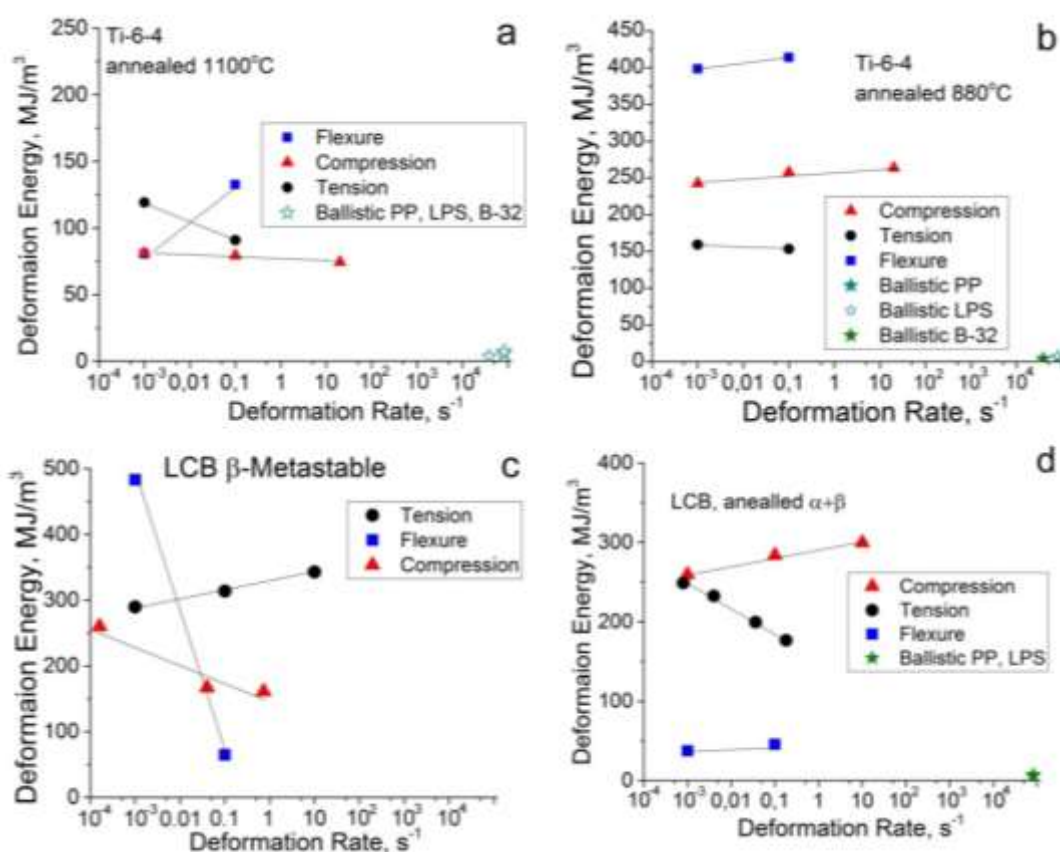 a
Ti-6-4
annealed 1100°C
Deformaion Energy, MJ/m³
250
200
150
100
50
0
Flexure
Compression
Tension
Ballistic PP, LPS, B-32
10⁻⁴ 10⁻³ 0,01 0,1 1 10 10² 10³ 10⁴
Deformation Rate, s⁻¹
b
Ti-6-4
annealed 880°C
Deformaion Energy, MJ/m³
450
400
350
300
250
200
150
100
50
0
Compression
Tension
Flexure
Ballistic PP
Ballistic LPS
Ballistic B-32
10⁻⁴ 10⁻³ 0,01 0,1 1 10 10² 10³ 10⁴
Deformation Rate, s⁻¹
c
LCB β-Metastable
Deformaion Energy, MJ/m³
500
400
300
200
100
0
Tension
Flexure
Compression
10⁻⁴ 10⁻³ 0,01 0,1 1 10 10² 10³ 10⁴
Deformation Rate, s⁻¹
d
LCB, anealled α+β
Deformaion Energy, MJ/m³
400
300
200
100
0
Compression
Tension
Flexure
Ballistic PP, LPS
10⁻⁴ 10⁻³ 0,01 0,1 1 10 10² 10³ 10⁴
Deformation Rate, s⁻¹